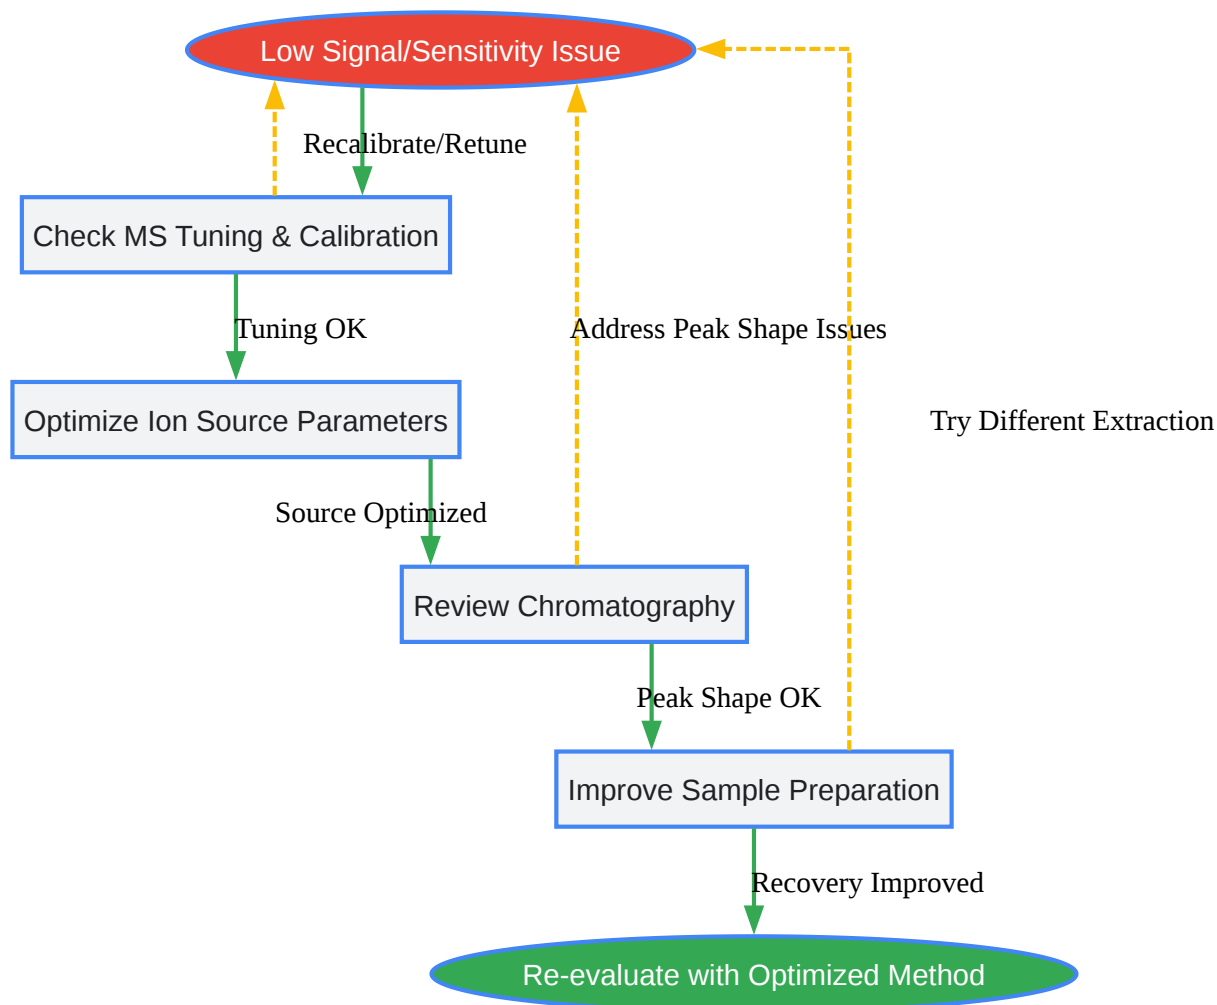 Low Signal/Sensitivity Issue
Recalibrate/Retune
Check MS Tuning & Calibration
Tuning OK
Address Peak Shape Issues
Optimize Ion Source Parameters
Try Different Extraction
Source Optimized
Review Chromatography
Peak Shape OK
Improve Sample Preparation
Recovery Improved
Re-evaluate with Optimized Method